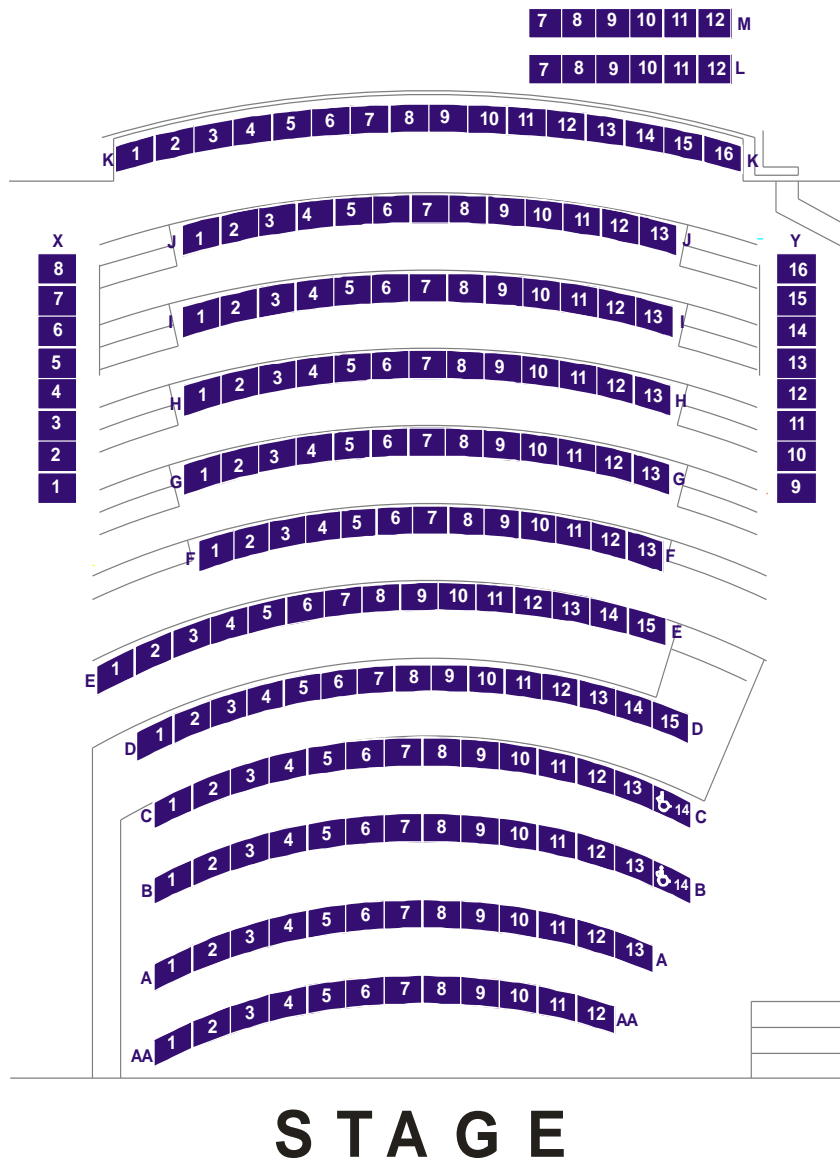 7 8 9 10 11 12 M
7 8 9 10 11 12 L
K 1 2 3 4 5 6 7 8 9 10 11 12 13 14 15 16 K
J 1 2 3 4 5 6 7 8 9 10 11 12 13 J
X
8
7
6
5
4
3
2
1
Y
16
15
14
13
12
11
10
9
I 1 2 3 4 5 6 7 8 9 10 11 12 13 I
H 1 2 3 4 5 6 7 8 9 10 11 12 13 H
G 1 2 3 4 5 6 7 8 9 10 11 12 13 G
F 1 2 3 4 5 6 7 8 9 10 11 12 13 F
E 1 2 3 4 5 6 7 8 9 10 11 12 13 14 15 E
D 1 2 3 4 5 6 7 8 9 10 11 12 13 14 15 D
C 1 2 3 4 5 6 7 8 9 10 11 12 13 14 C
B 1 2 3 4 5 6 7 8 9 10 11 12 13 14 B
A 1 2 3 4 5 6 7 8 9 10 11 12 13 A
AA 1 2 3 4 5 6 7 8 9 10 11 12 AA
STAGE